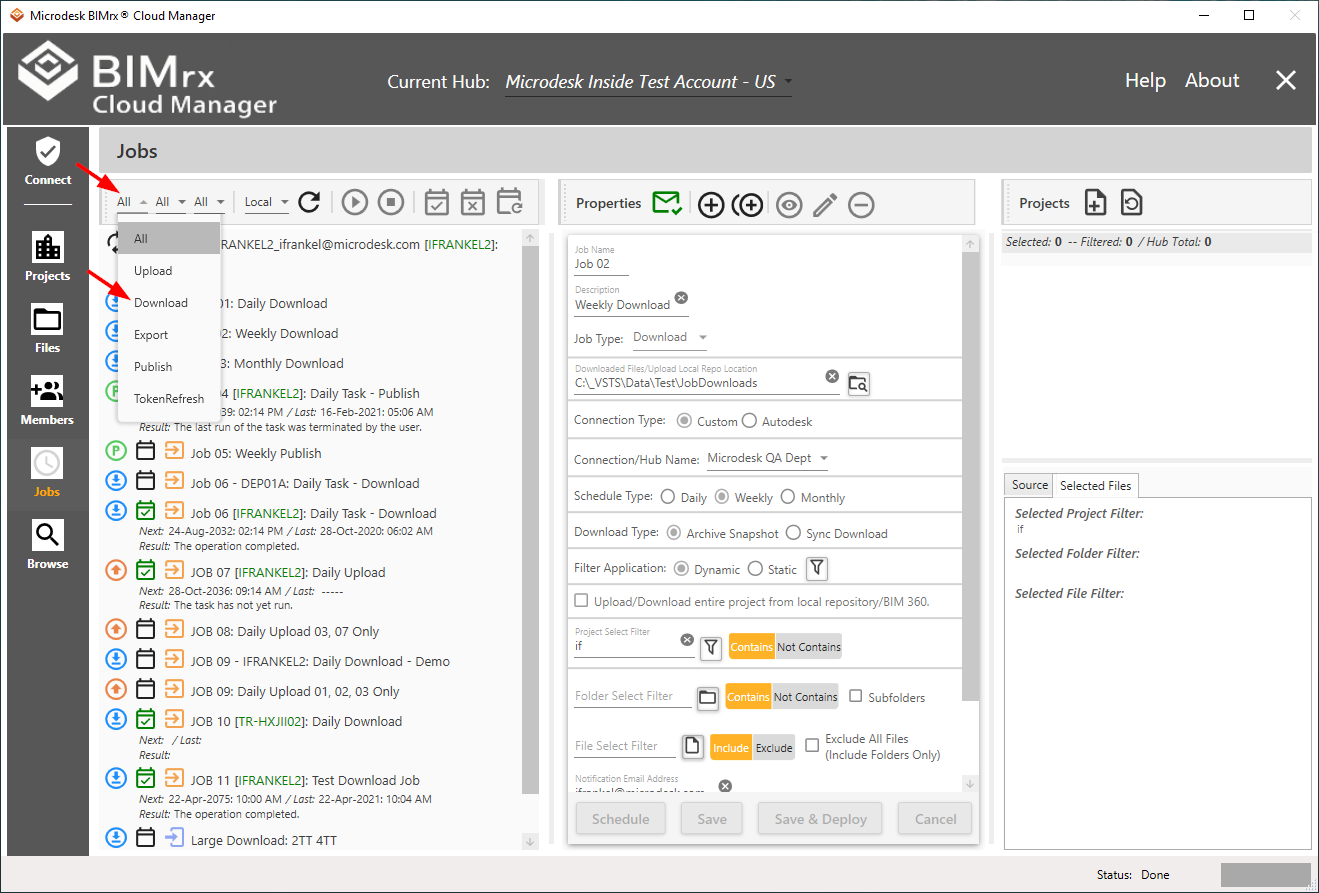 Microdesk BIMrx® Cloud Manager
BIMrx
Cloud Manager
Current Hub: Microdesk Inside Test Account - US
Help About
Connect
Projects
Files
Members
Jobs
Browse
Jobs
All All All Local
All
Upload
Download
Export
Publish
TokenRefresh
FRANKEL2_ifrankel@microdesk.com [IFRANKEL2]:
01: Daily Download
02: Weekly Download
3: Monthly Download
04 [IFRANKEL2]: Daily Task - Publish
39: 02:14 PM / Last: 16-Feb-2021: 05:06 AM
Result: The last run of the task was terminated by the user.
P Job 05: Weekly Publish
Job 06 - DEP01A: Daily Task - Download
Job 06 [IFRANKEL2]: Daily Task - Download
Next: 24-Aug-2032: 02:14 PM / Last: 28-Oct-2020: 06:02 AM
Result: The operation completed.
JOB 07 [IFRANKEL2]: Daily Upload
Next: 28-Oct-2036: 09:14 AM / Last: -----
Result: The task has not yet run.
JOB 08: Daily Upload 03, 07 Only
JOB 09 - IFRANKEL2: Daily Download - Demo
JOB 09: Daily Upload 01, 02, 03 Only
JOB 10 [TR-HXJII02]: Daily Download
Next: / Last:
Result:
JOB 11 [IFRANKEL2]: Test Download Job
Next: 22-Apr-2075: 10:00 AM / Last: 22-Apr-2021: 10:04 AM
Result: The operation completed.
Large Download: 2TT 4TT
Properties
Job Name
Job 02
Description
Weekly Download
Job Type: Download
Downloaded Files/Upload Local Repo Location
C:\_VSTS\Data\Test\JobDownloads
Connection Type: Custom Autodesk
Connection/Hub Name: Microdesk QA Dept
Schedule Type: Daily Weekly Monthly
Download Type: Archive Snapshot Sync Download
Filter Application: Dynamic Static
Upload/Download entire project from local repository/BIM 360.
Project Select Filter
if
Contains Not Contains
Folder Select Filter Contains Not Contains Subfolders
File Select Filter Include Exclude Exclude All Files
(Include Folders Only)
Notification Email Address
ifrankel@microdesk.com
Schedule Save Save & Deploy Cancel
Projects
Selected: 0 -- Filtered: 0 / Hub Total: 0
Source Selected Files
Selected Project Filter:
if
Selected Folder Filter:
Selected File Filter:
Status: Done